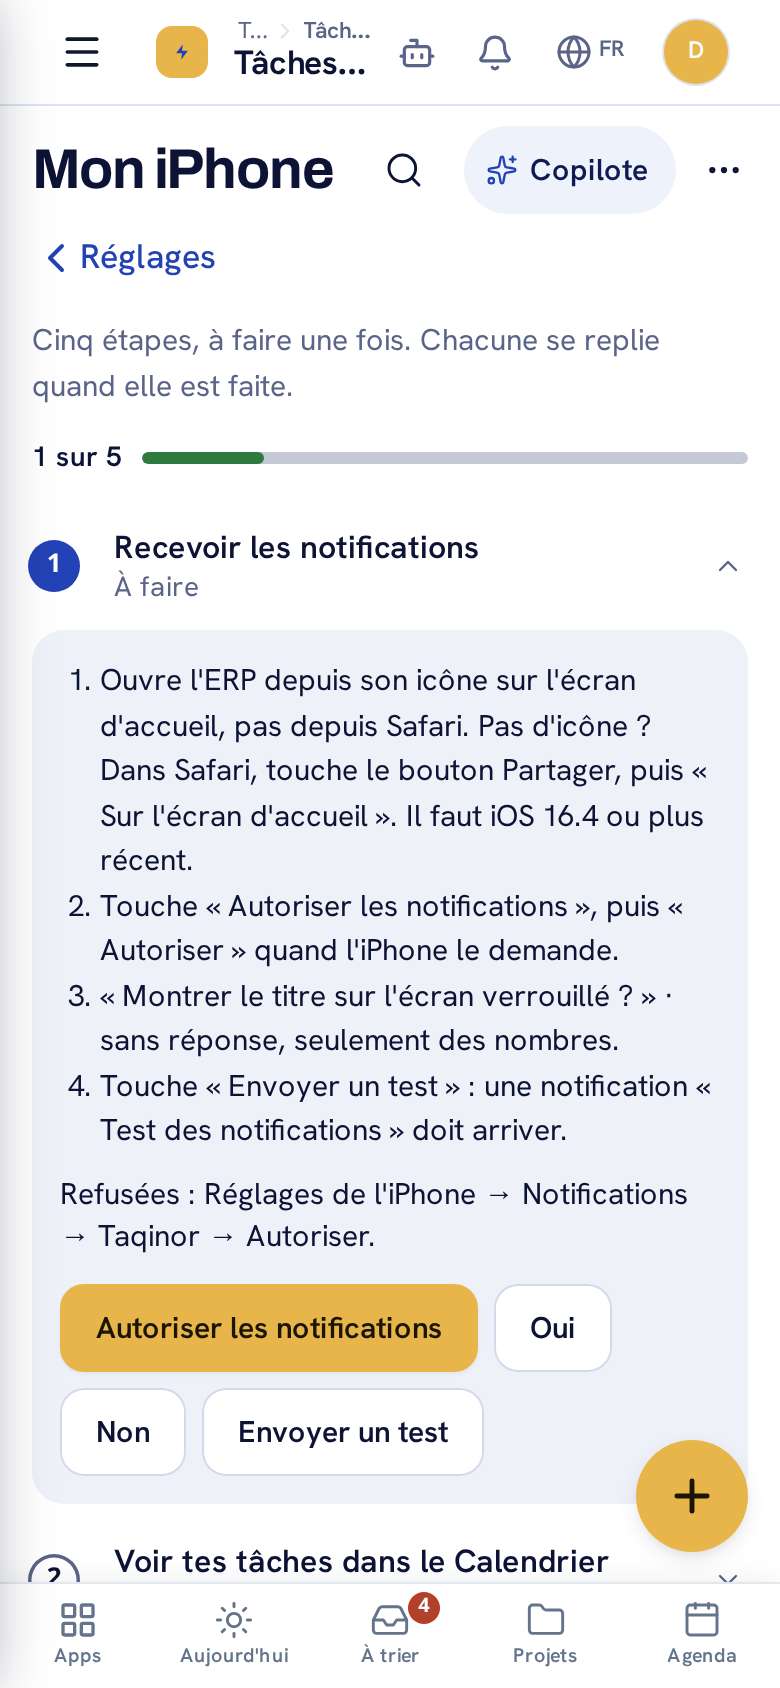 T... > Tâch...
Tâches...
FR
D
Mon iPhone
Copilote
Réglages
Cinq étapes, à faire une fois. Chacune se replie
quand elle est faite.
1 sur 5
1
Recevoir les notifications
À faire
1. Ouvre l'ERP depuis son icône sur l'écran
d'accueil, pas depuis Safari. Pas d'icône ?
Dans Safari, touche le bouton Partager, puis «
Sur l'écran d'accueil ». Il faut iOS 16.4 ou plus
récent.
2. Touche « Autoriser les notifications », puis «
Autoriser » quand l'iPhone le demande.
3. « Montrer le titre sur l'écran verrouillé ? » ·
sans réponse, seulement des nombres.
4. Touche « Envoyer un test » : une notification «
Test des notifications » doit arriver.
Refusées : Réglages de l'iPhone → Notifications
→ Taqinor → Autoriser.
Autoriser les notifications
Oui
Non
Envoyer un test
2
Voir tes tâches dans le Calendrier
4
Apps
Aujourd'hui
À trier
Projets
Agenda